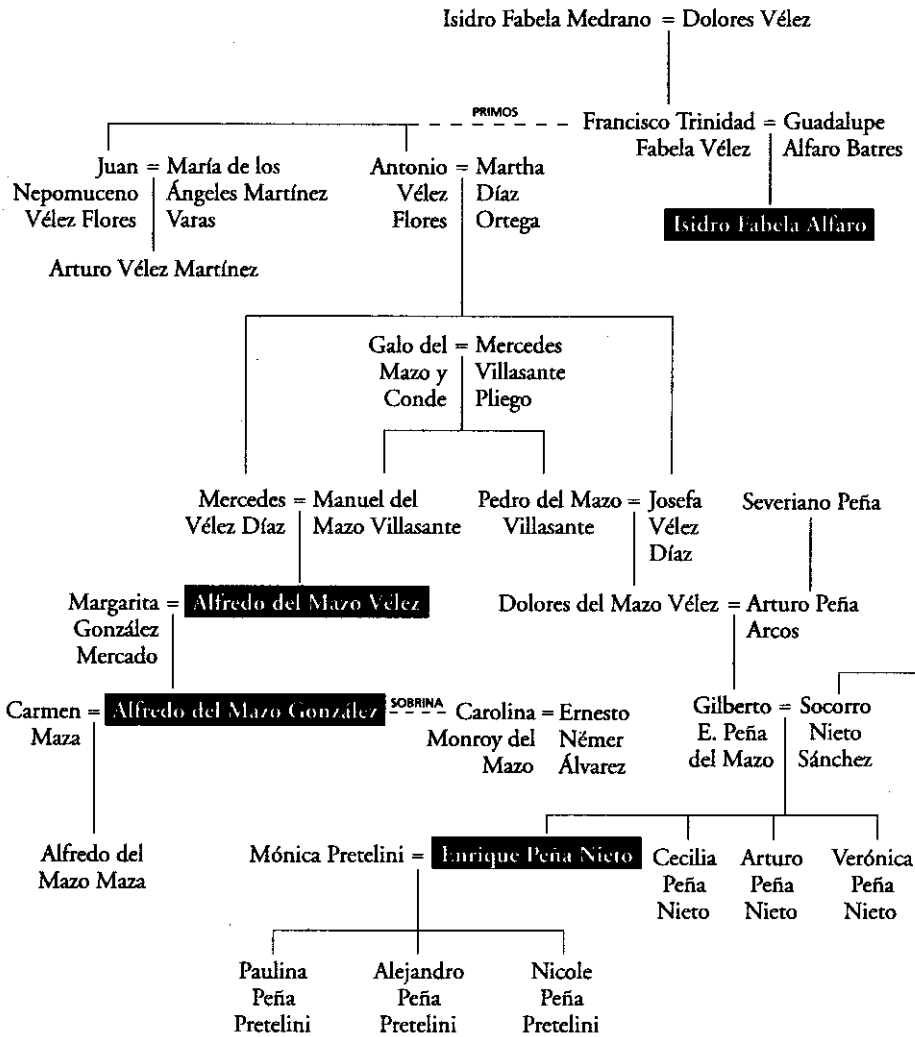 Isidro Fabela Medrano = Dolores Vélez
PRIMOS
Francisco Trinidad = Guadalupe
Fabela Vélez Alfaro Batres
Juan = María de los
Nepomuceno Ángeles Martínez
Vélez Flores Varas
Antonio = Martha
Vélez Díaz
Flores Ortega
Isidro Fabela Alfaro
Arturo Vélez Martínez
Galo del = Mercedes
Mazo y Villasante
Conde Pliego
Mercedes = Manuel del
Vélez Díaz Mazo Villasante
Pedro del Mazo = Josefa
Villasante Vélez
Díaz
Severiano Peña
Margarita = Alfredo del Mazo Vélez
González
Mercado
Dolores del Mazo Vélez = Arturo Peña
Arcos
Carmen = Alfredo del Mazo González
Maza
SOBRINA
Carolina = Ernesto
Monroy del Némer
Mazo Álvarez
Gilberto = Socorro
E. Peña Nieto
del Mazo Sánchez
Alfredo del
Mazo Maza
Mónica Pretelini = Enrique Peña Nieto
Cecilia
Peña
Nieto
Arturo
Peña
Nieto
Verónica
Peña
Nieto
Paulina
Peña
Pretelini
Alejandro
Peña
Pretelini
Nicole
Peña
Pretelini